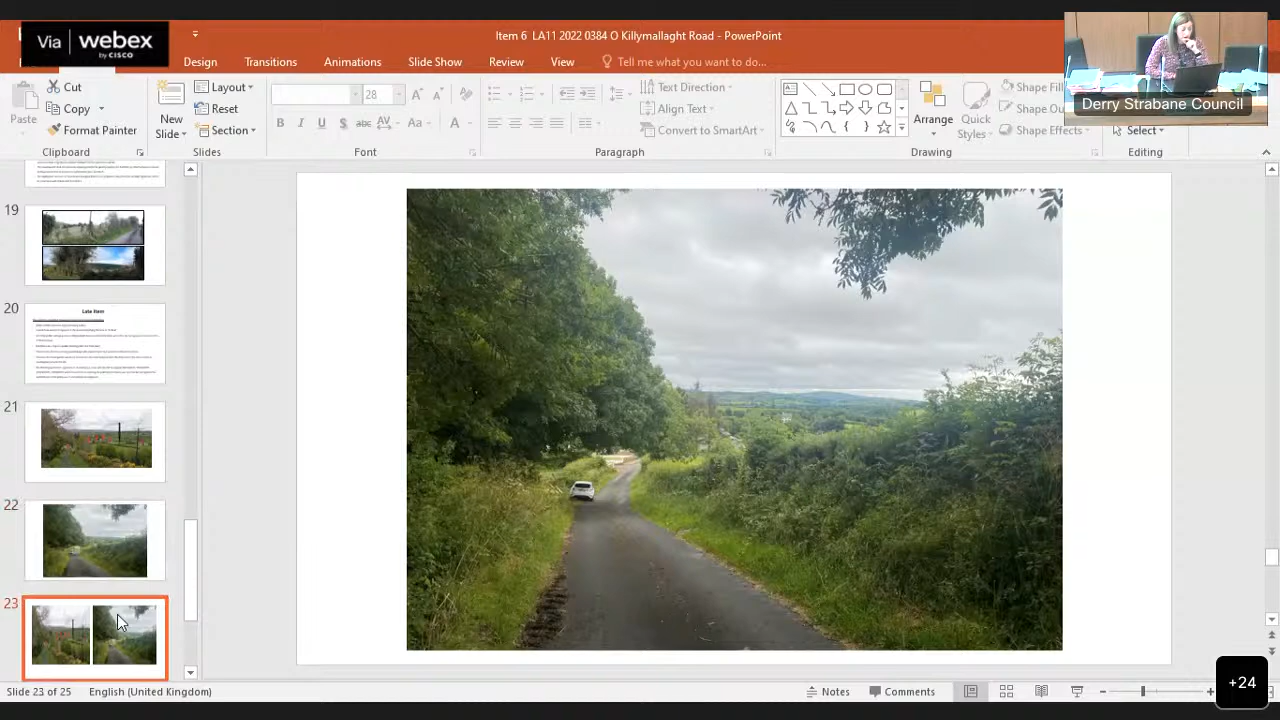 Via webex
by CISCO
Item 6 LA11 2022 0384 O Killymallaght Road - PowerPoint
Design Transitions Animations Slide Show Review View Tell me what you want to do...
Derry Strabane Council
Paste
Cut
Copy
Format Painter
Clipboard
New
Slide
Layout
Reset
Section
Slides
28
B I U S abc AV Aa A
Font
Text Direction
Align Text
Convert to SmartArt
Paragraph
Arrange
Quick
Styles
Shape Fill
Shape Ou
Shape Effects
Drawing
Select
Editing
19
20
Late Item
21
22
23
Slide 23 of 25 English (United Kingdom)
Notes Comments
+24